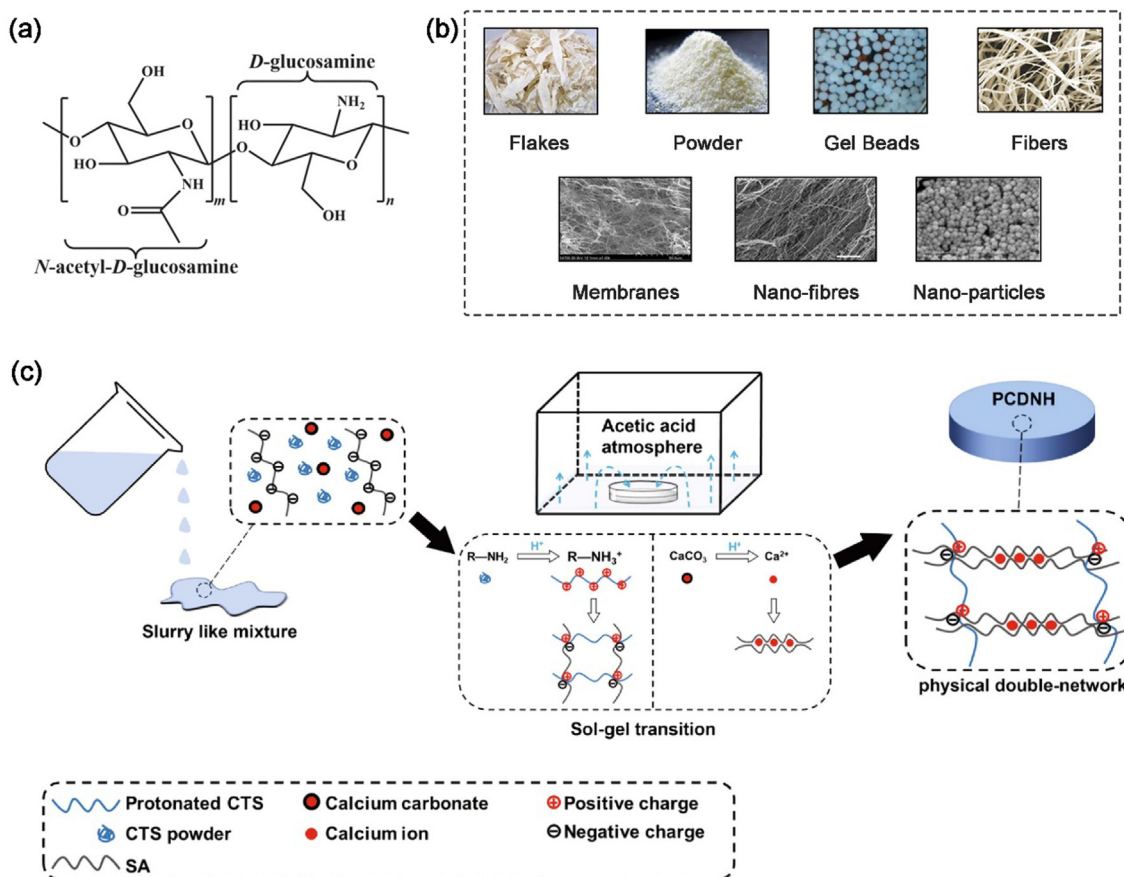 (a)
D-glucosamine
OH
NH₂
O
HO
O
O
HO
O
O
NH
m
O
OH
n
N-acetyl-D-glucosamine
(b)
Flakes
Powder
Gel Beads
Fibers
Membranes
Nano-fibres
Nano-particles
(c)
Slurry like mixture
Acetic acid
atmosphere
R—NH₂
H⁺
R—NH₃⁺
CaCO₃
H⁺
Ca²⁺
Sol-gel transition
PCDNH
physical double-network
Protonated CTS
Calcium carbonate
Positive charge
CTS powder
Calcium ion
Negative charge
SA